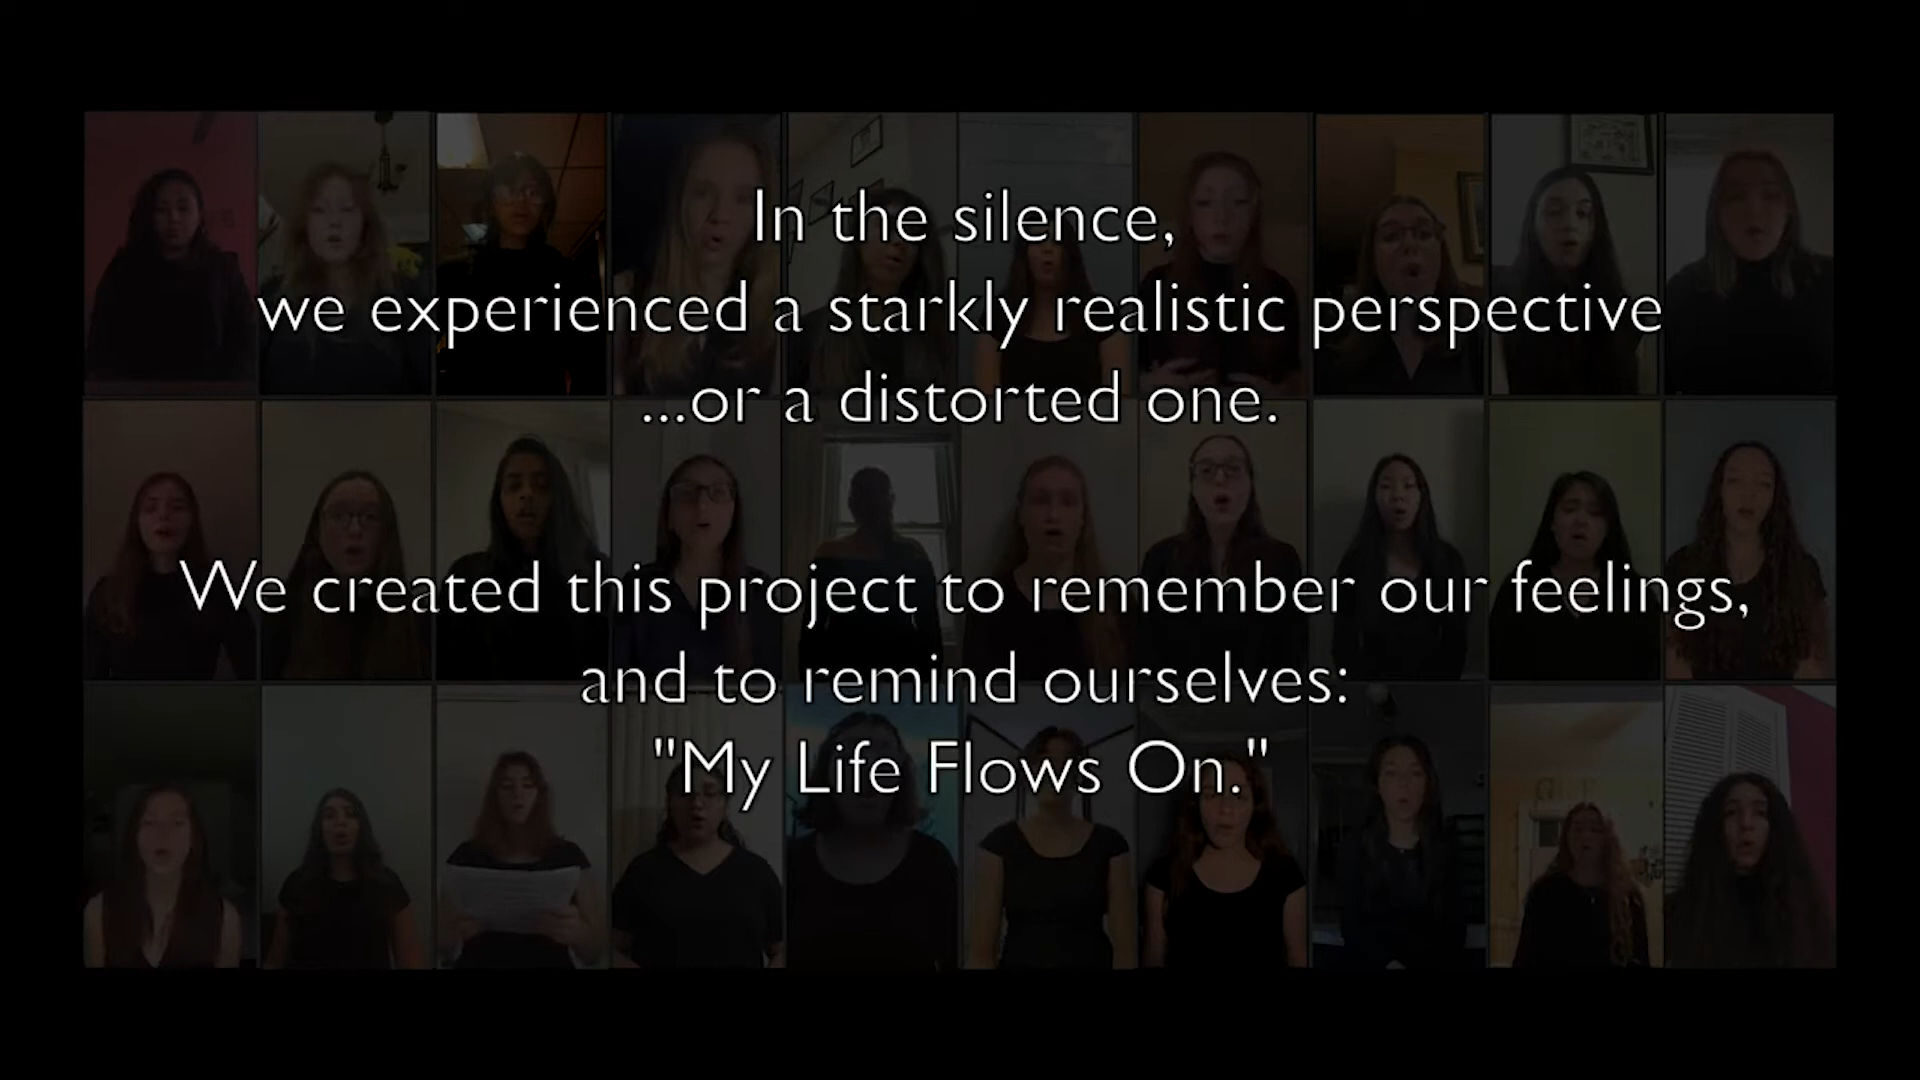 In the silence,
we experienced a starkly realistic perspective
...or a distorted one.
We created this project to remember our feelings,
and to remind ourselves:
"My Life Flows On."